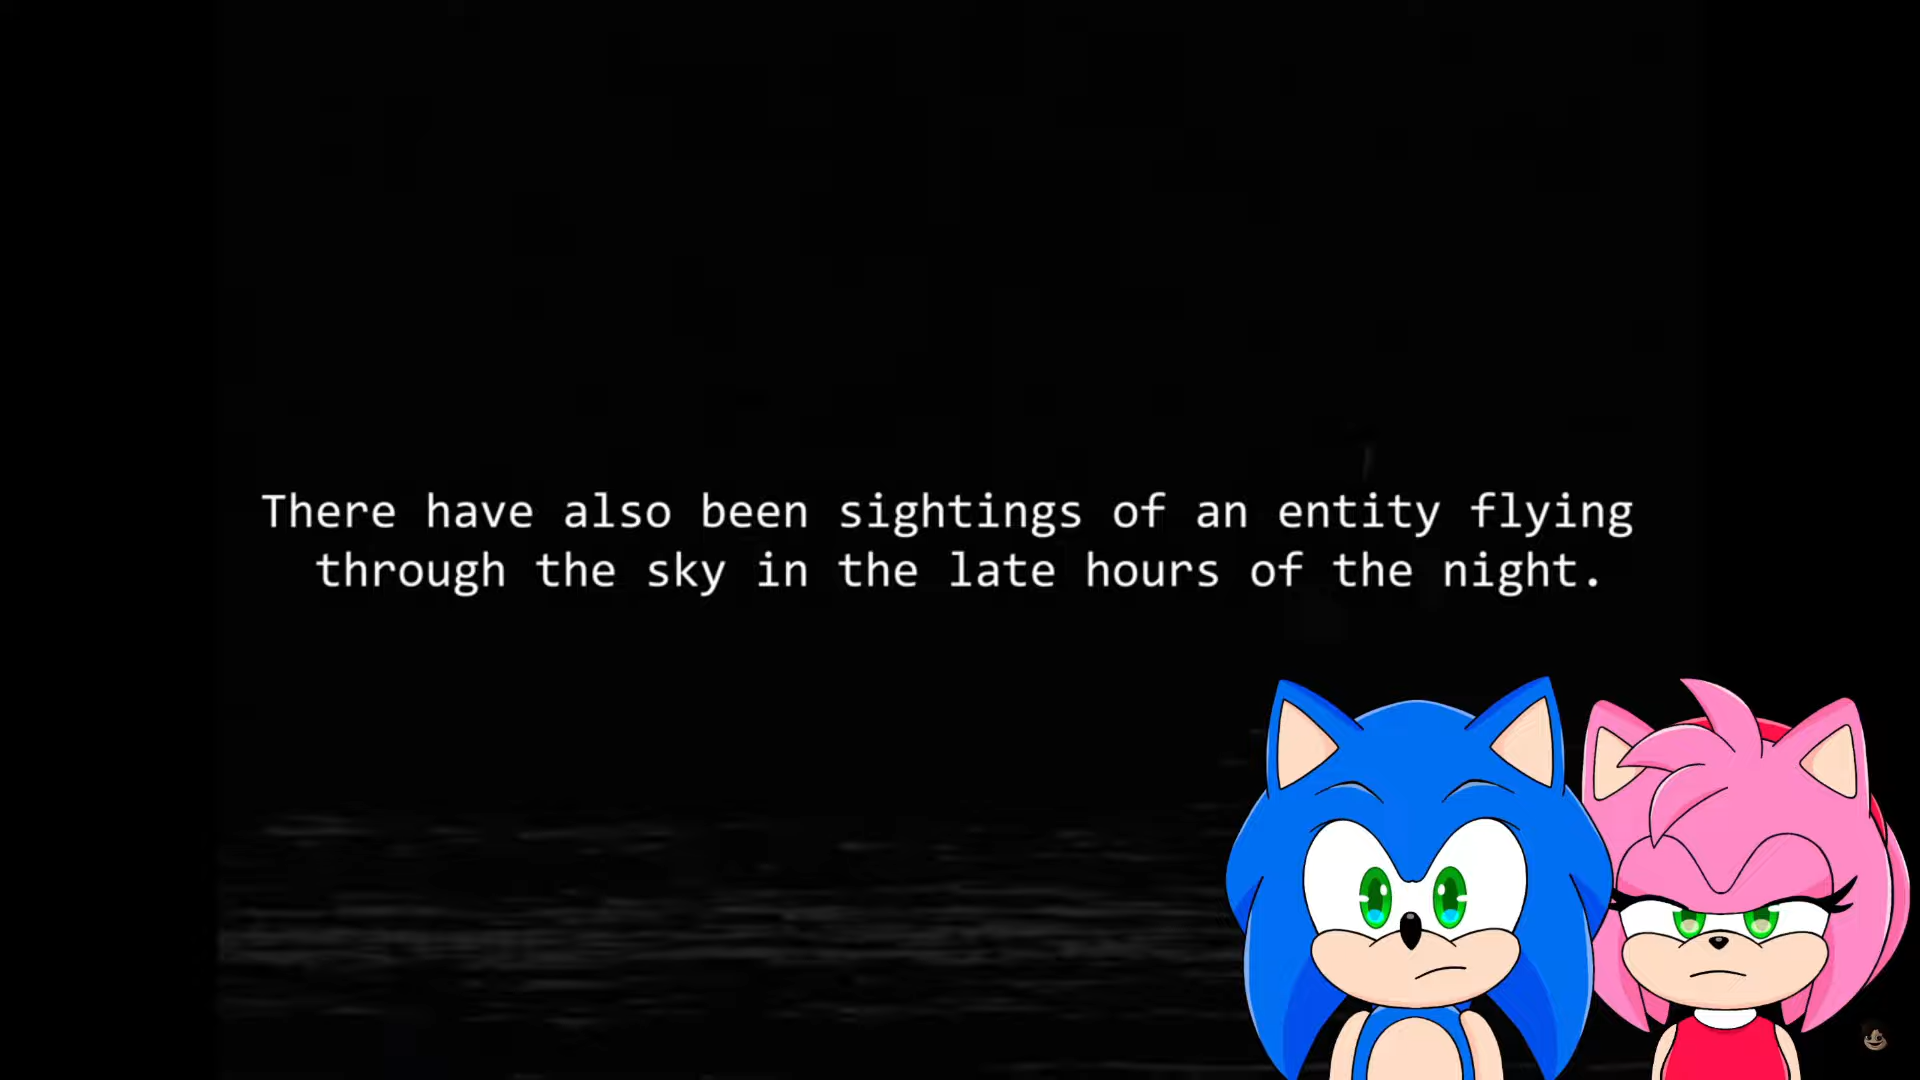 There have also been sightings of an entity flying
through the sky in the late hours of the night.